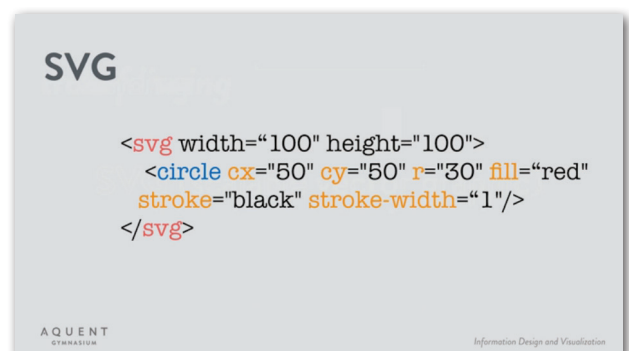 SVG
<svg width=“100" height="100">
<circle cx="50" cy="50" r="30" fill=“red"
stroke="black" stroke-width=“1"/>
</svg>
AQUENT
GYMNASIUM
Information Design and Visualization